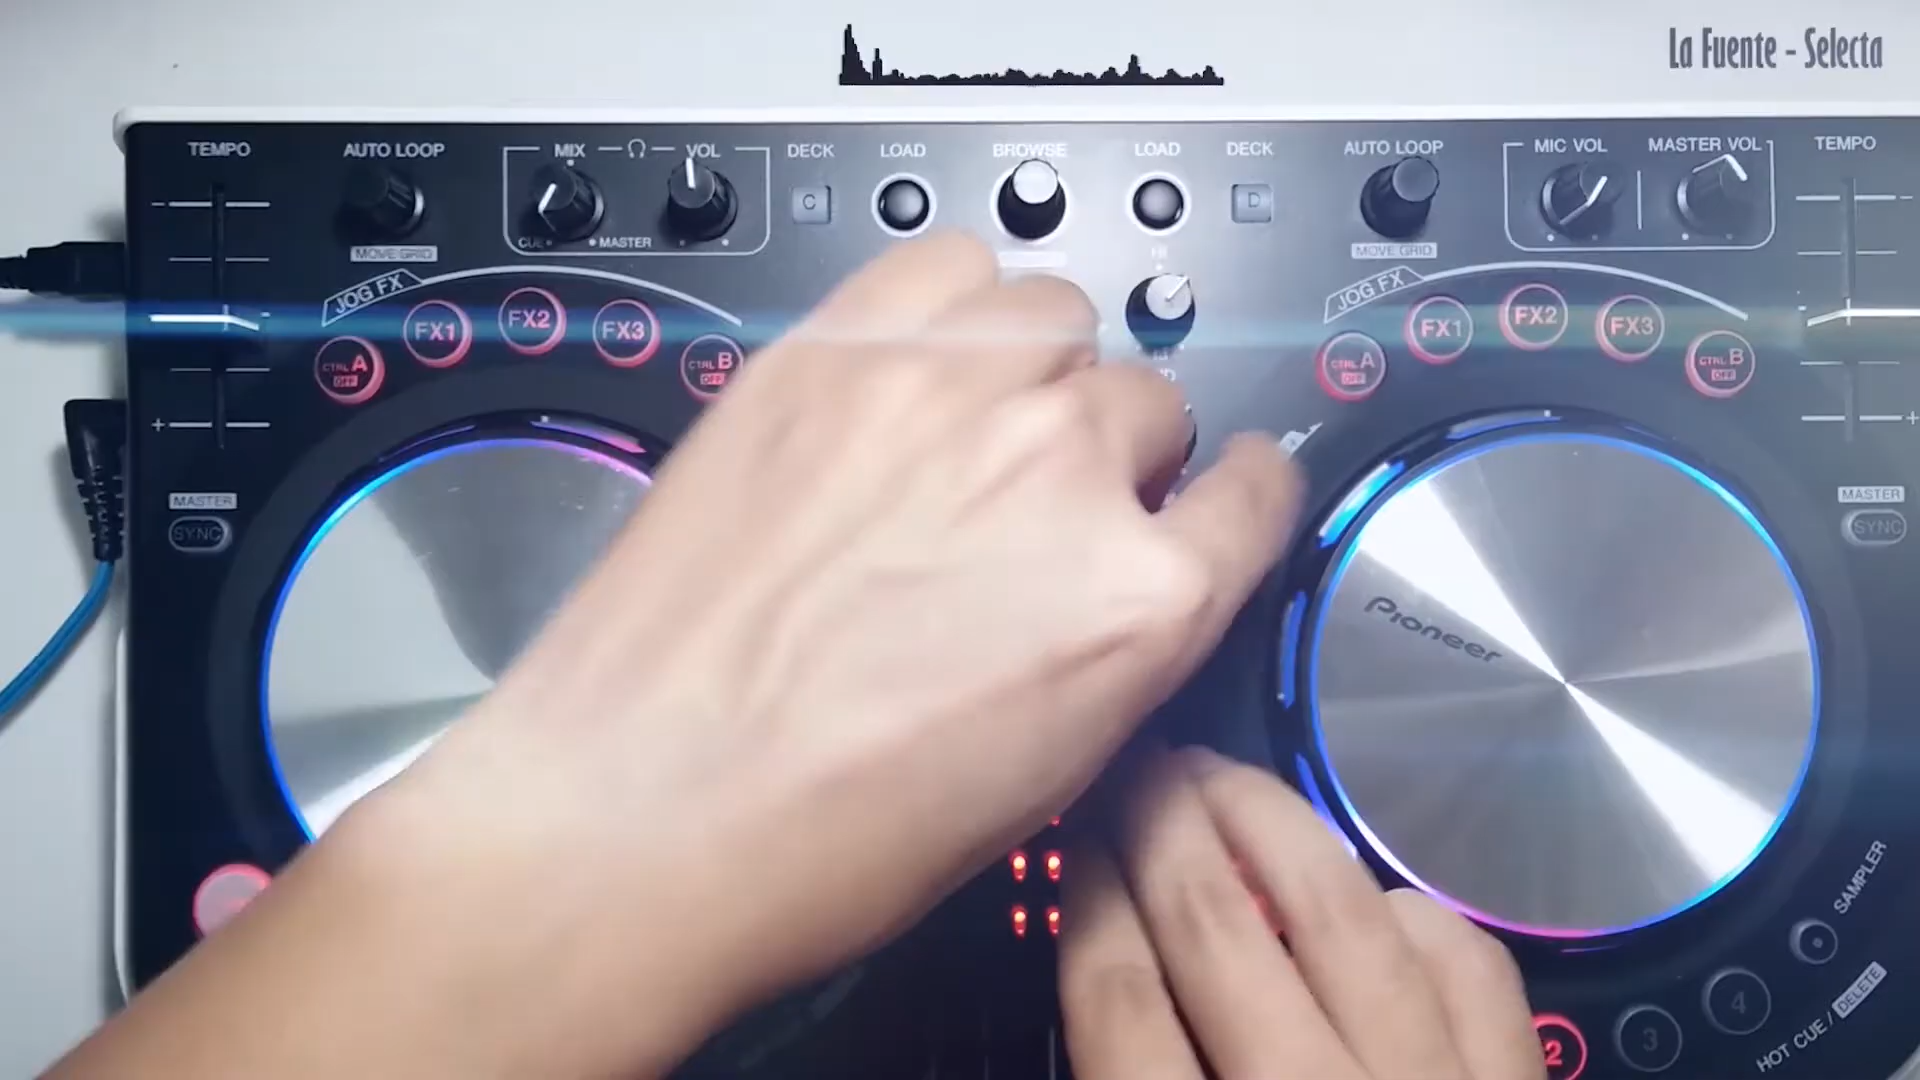 La Fuente - Selecta
TEMPO
AUTO LOOP
MIX
VOL
DECK
LOAD
BROWSE
LOAD
DECK
AUTO LOOP
MIC VOL
MASTER VOL
TEMPO
C
D
CUE
MASTER
MOVE GRID
MOVE GRID
HI
JOG FX
JOG FX
CTRL A
OFF
FX1
FX2
FX3
CTRL B
OFF
CTRL A
OFF
FX1
FX2
FX3
CTRL B
OFF
MASTER
SYNC
MASTER
SYNC
Pioneer
SAMPLER
2
3
4
HOT CUE / DELETE